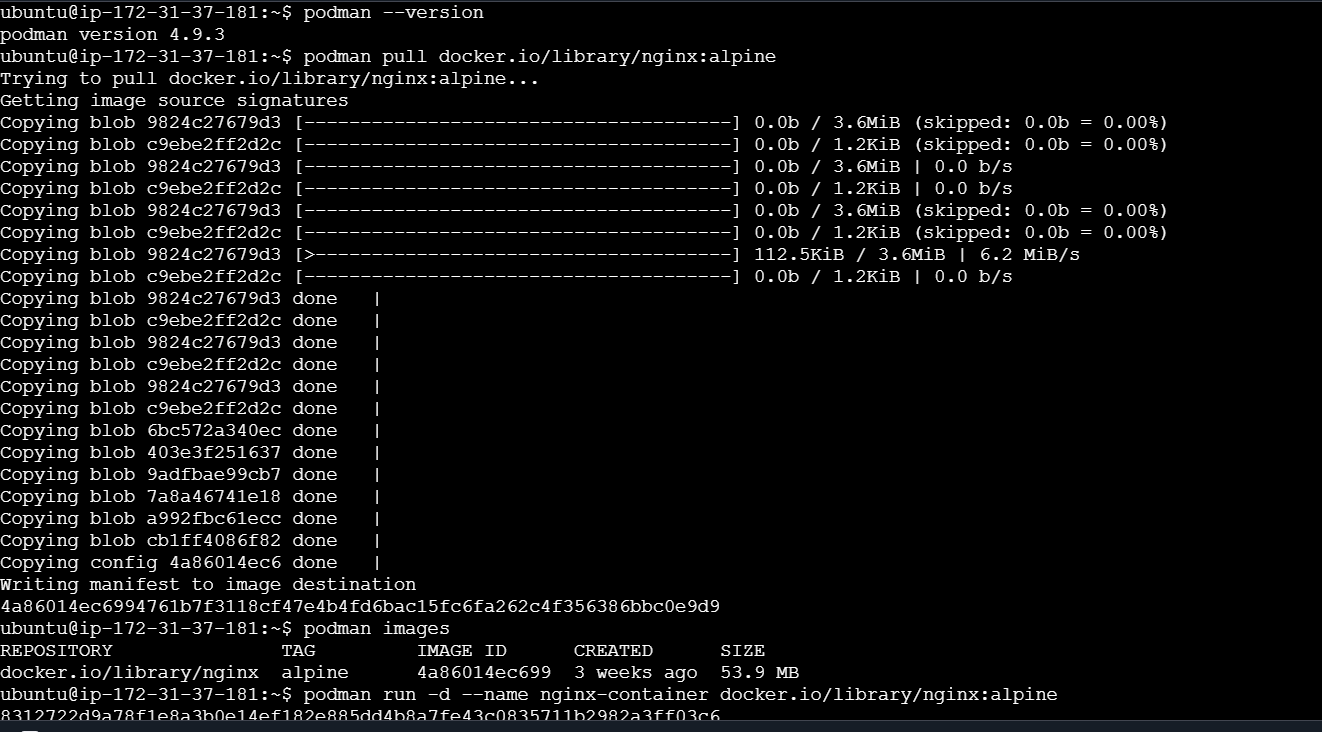 ubuntu@ip-172-31-37-181:~$ podman --version
podman version 4.9.3
ubuntu@ip-172-31-37-181:~$ podman pull docker.io/library/nginx:alpine
Trying to pull docker.io/library/nginx:alpine...
Getting image source signatures
Copying blob 9824c27679d3 [--------------------------------------] 0.0b / 3.6MiB (skipped: 0.0b = 0.00%)
Copying blob c9ebe2ff2d2c [--------------------------------------] 0.0b / 1.2KiB (skipped: 0.0b = 0.00%)
Copying blob 9824c27679d3 [--------------------------------------] 0.0b / 3.6MiB | 0.0 b/s
Copying blob c9ebe2ff2d2c [--------------------------------------] 0.0b / 1.2KiB | 0.0 b/s
Copying blob 9824c27679d3 [--------------------------------------] 0.0b / 3.6MiB (skipped: 0.0b = 0.00%)
Copying blob c9ebe2ff2d2c [--------------------------------------] 0.0b / 1.2KiB (skipped: 0.0b = 0.00%)
Copying blob 9824c27679d3 [>-------------------------------------] 112.5KiB / 3.6MiB | 6.2 MiB/s
Copying blob c9ebe2ff2d2c [--------------------------------------] 0.0b / 1.2KiB | 0.0 b/s
Copying blob 9824c27679d3 done   |
Copying blob c9ebe2ff2d2c done   |
Copying blob 9824c27679d3 done   |
Copying blob c9ebe2ff2d2c done   |
Copying blob 9824c27679d3 done   |
Copying blob c9ebe2ff2d2c done   |
Copying blob 6bc572a340ec done   |
Copying blob 403e3f251637 done   |
Copying blob 9adfbae99cb7 done   |
Copying blob 7a8a46741e18 done   |
Copying blob a992fbc61ecc done   |
Copying blob cb1ff4086f82 done   |
Copying config 4a86014ec6 done   |
Writing manifest to image destination
4a86014ec6994761b7f3118cf47e4b4fd6bac15fc6fa262c4f356386bbc0e9d9
ubuntu@ip-172-31-37-181:~$ podman images
REPOSITORY               TAG         IMAGE ID      CREATED      SIZE
docker.io/library/nginx  alpine      4a86014ec699  3 weeks ago  53.9 MB
ubuntu@ip-172-31-37-181:~$ podman run -d --name nginx-container docker.io/library/nginx:alpine
8312722d9a78f1e8a3b0e14ef182e885dd4b8a7fe43c0835711b2982a3ff03c6